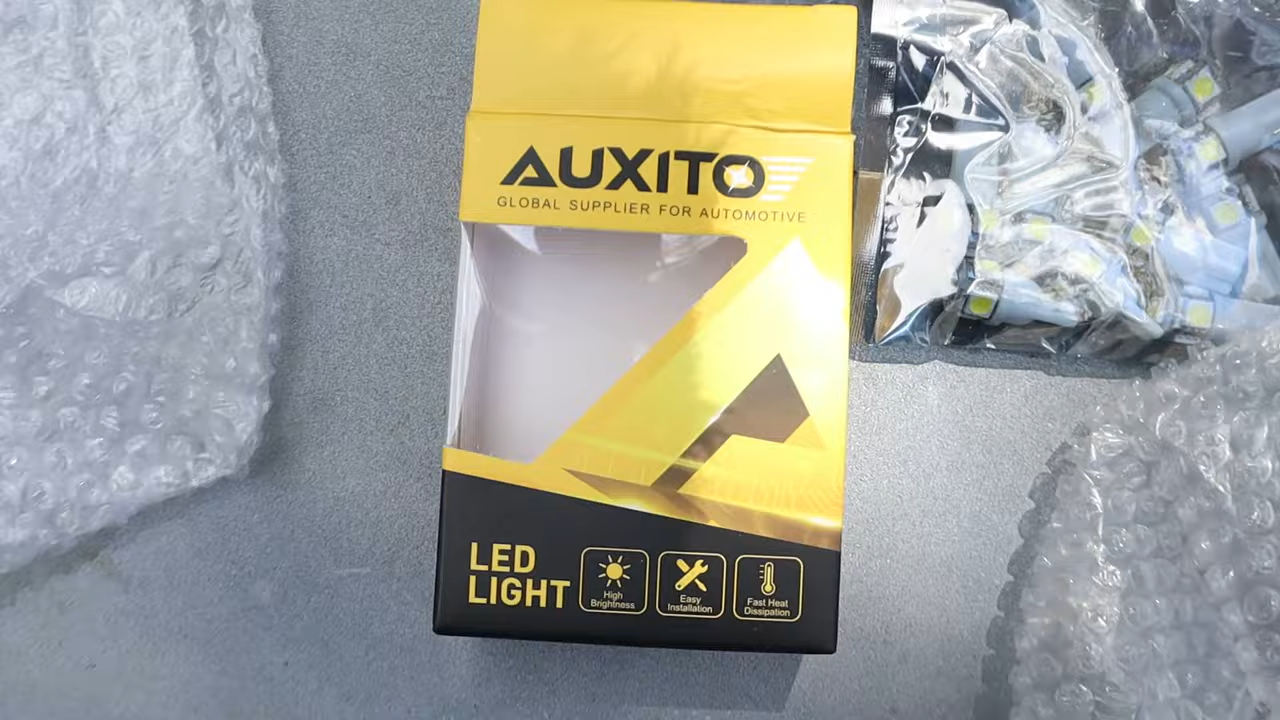 AUXITO
GLOBAL SUPPLIER FOR AUTOMOTIVE
LED
LIGHT
High
Brightness
Easy
Installation
Fast Heat
Dissipation